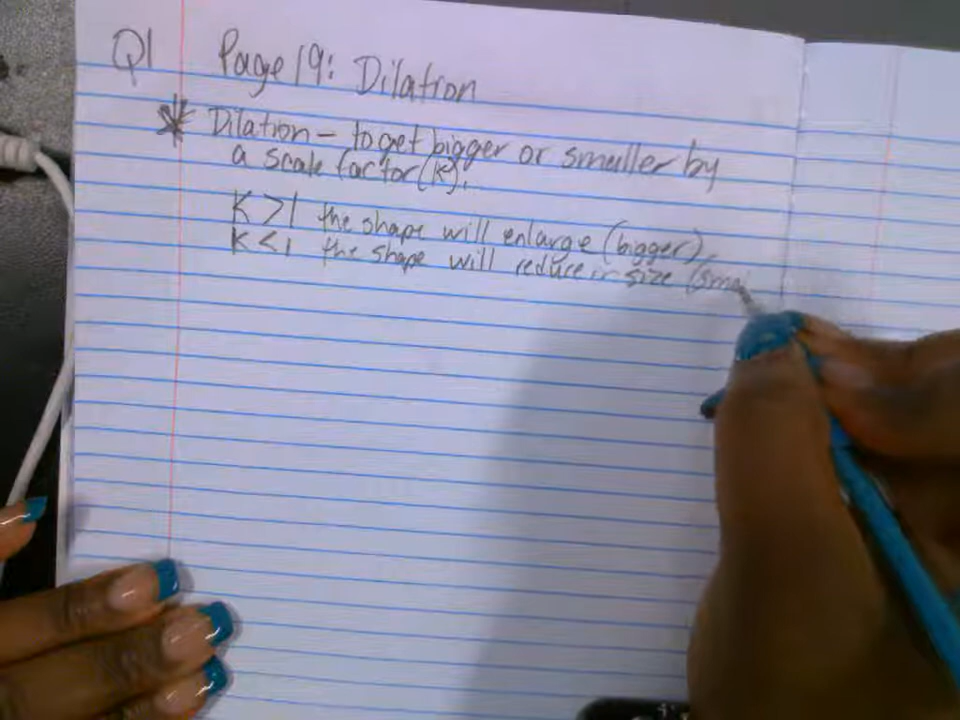 Q1 Page 19: Dilation
* Dilation – to get bigger or smaller by
a scale factor (k).
K > 1 the shape will enlarge (bigger),
K < 1 the shape will reduce in size (sma